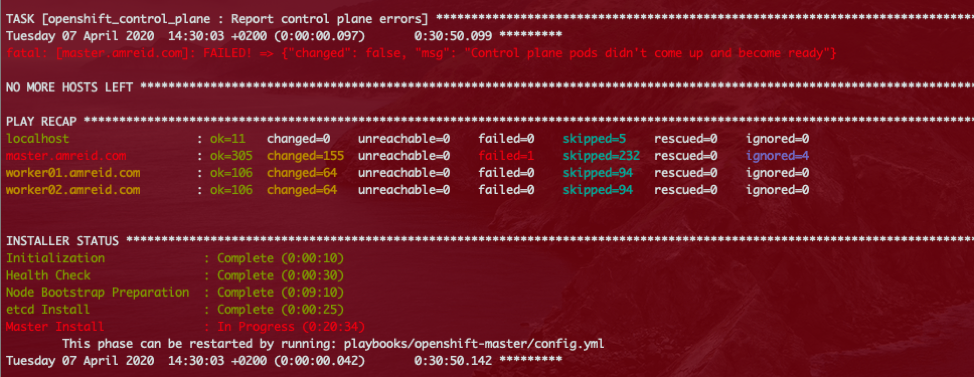 TASK [openshift_control_plane : Report control plane errors] ************************************************************************
Tuesday 07 April 2020  14:30:03 +0200 (0:00:00.097)       0:30:50.099 *********
fatal: [master.amreid.com]: FAILED! => {"changed": false, "msg": "Control plane pods didn't come up and become ready"}
NO MORE HOSTS LEFT ******************************************************************************************************************
PLAY RECAP **************************************************************************************************************************
localhost                  : ok=11   changed=0    unreachable=0    failed=0    skipped=5    rescued=0    ignored=0
master.amreid.com          : ok=305  changed=155  unreachable=0    failed=1    skipped=232  rescued=0    ignored=4
worker01.amreid.com        : ok=106  changed=64   unreachable=0    failed=0    skipped=94   rescued=0    ignored=0
worker02.amreid.com        : ok=106  changed=64   unreachable=0    failed=0    skipped=94   rescued=0    ignored=0
INSTALLER STATUS ********************************************************************************************************************
Initialization              : Complete (0:00:10)
Health Check                : Complete (0:00:30)
Node Bootstrap Preparation  : Complete (0:09:10)
etcd Install                : Complete (0:00:25)
Master Install              : In Progress (0:20:34)
This phase can be restarted by running: playbooks/openshift-master/config.yml
Tuesday 07 April 2020  14:30:03 +0200 (0:00:00.042)       0:30:50.142 *********